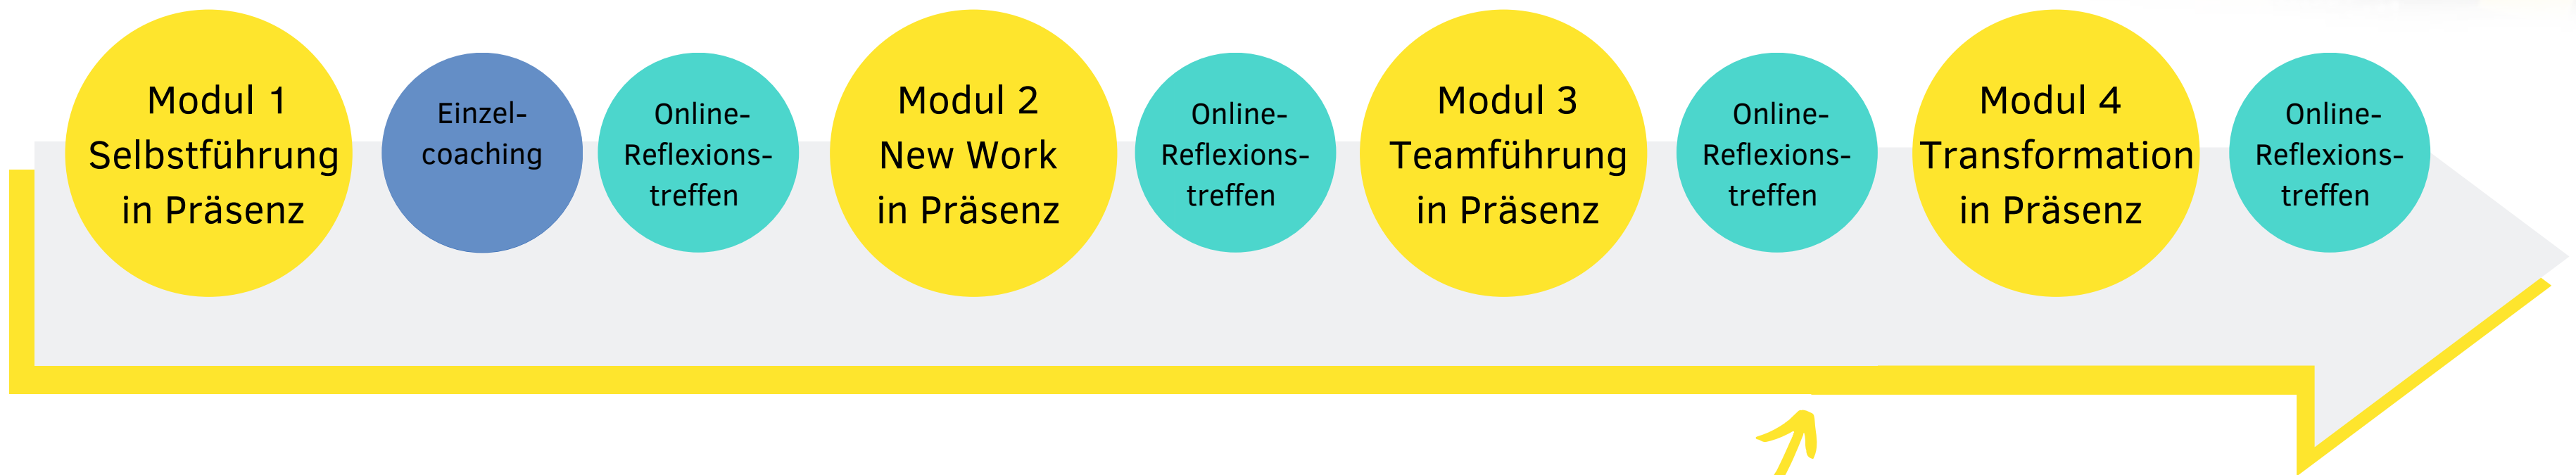 Modul 1
Selbstführung
in Präsenz
Einzel-
coaching
Online-
Reflexions-
treffen
Modul 2
New Work
in Präsenz
Online-
Reflexions-
treffen
Modul 3
Teamführung
in Präsenz
Online-
Reflexions-
treffen
Modul 4
Transformation
in Präsenz
Online-
Reflexions-
treffen